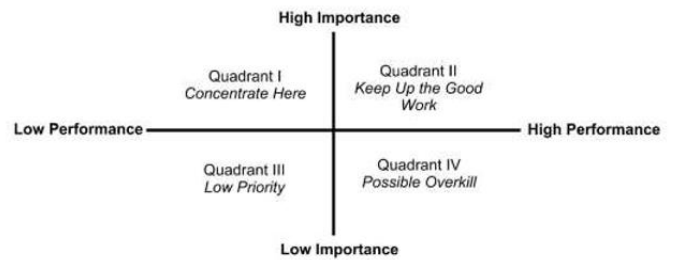 High Importance
Quadrant I
Concentrate Here
Quadrant II
Keep Up the Good
Work
Low Performance
High Performance
Quadrant III
Low Priority
Quadrant IV
Possible Overkill
Low Importance